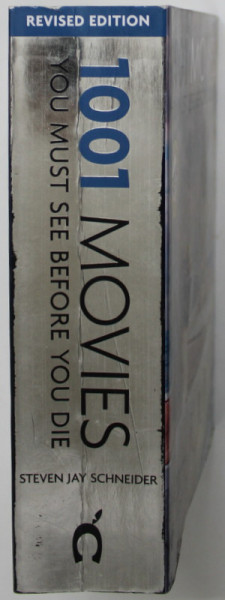 REVISED EDITION
1001 MOVIES
YOU MUST SEE BEFORE YOU DIE
STEVEN JAY SCHNEIDER
C